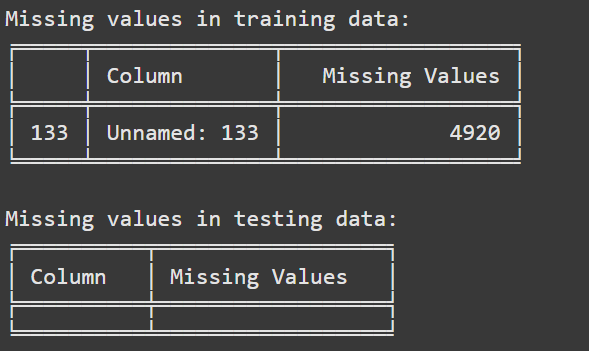 Missing values in training data:
Column Missing Values
133 Unnamed: 133 4920
Missing values in testing data:
Column Missing Values